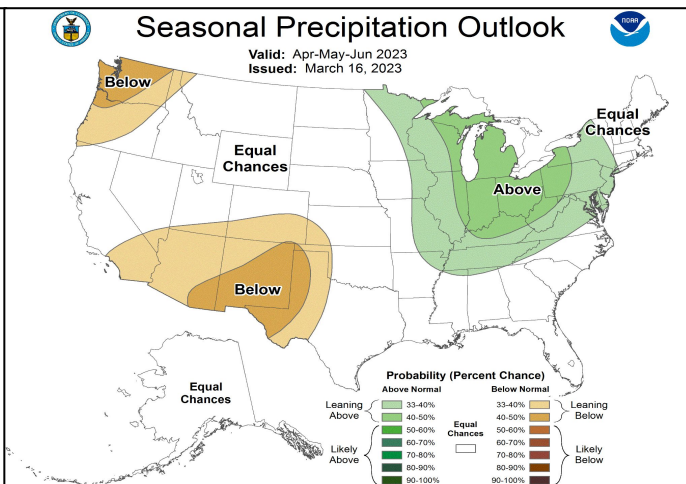 Seasonal Precipitation Outlook
NOAA
Valid: Apr-May-Jun 2023
Issued: March 16, 2023
Below
Equal
Chances
Equal
Chances
Above
Below
Equal
Chances
Probability (Percent Chance)
Above Normal
Below Normal
Leaning
Above
33-40%
40-50%
50-60%
60-70%
70-80%
80-90%
90-100%
Likely
Above
Equal
Chances
33-40%
40-50%
50-60%
60-70%
70-80%
80-90%
90-100%
Leaning
Below
Likely
Below